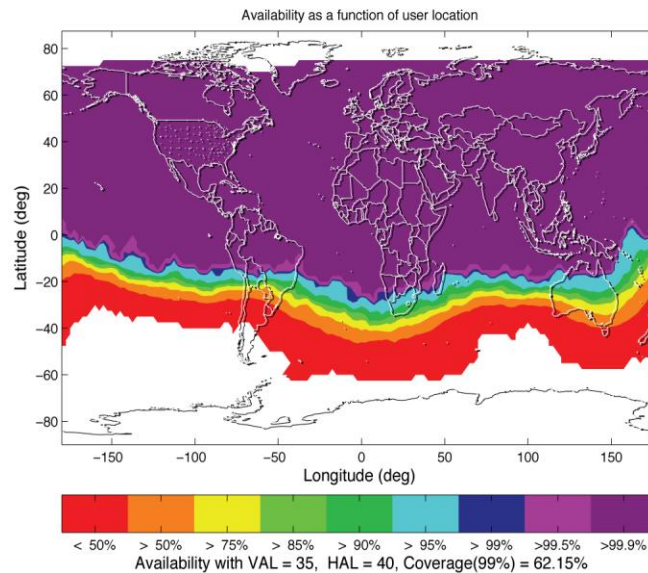 Availability as a function of user location
80
60
40
20
0
−20
−40
−60
−80
Latitude (deg)
−150 −100 −50 0 50 100 150
Longitude (deg)
< 50% > 50% > 75% > 85% > 90% > 95% > 99% >99.5% >99.9%
Availability with VAL = 35, HAL = 40, Coverage(99%) = 62.15%